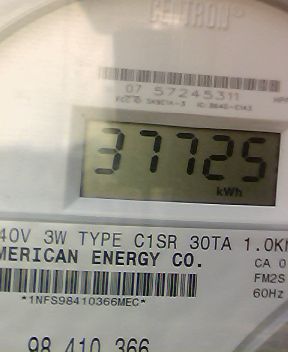 CENTRON®
07 57245311
37725
kWh
40V 3W TYPE C1SR 30TA 1.0K
MERICAN ENERGY CO.
CA 0
FM2S
60Hz
*1NFS98410366MEC*
98 410 366